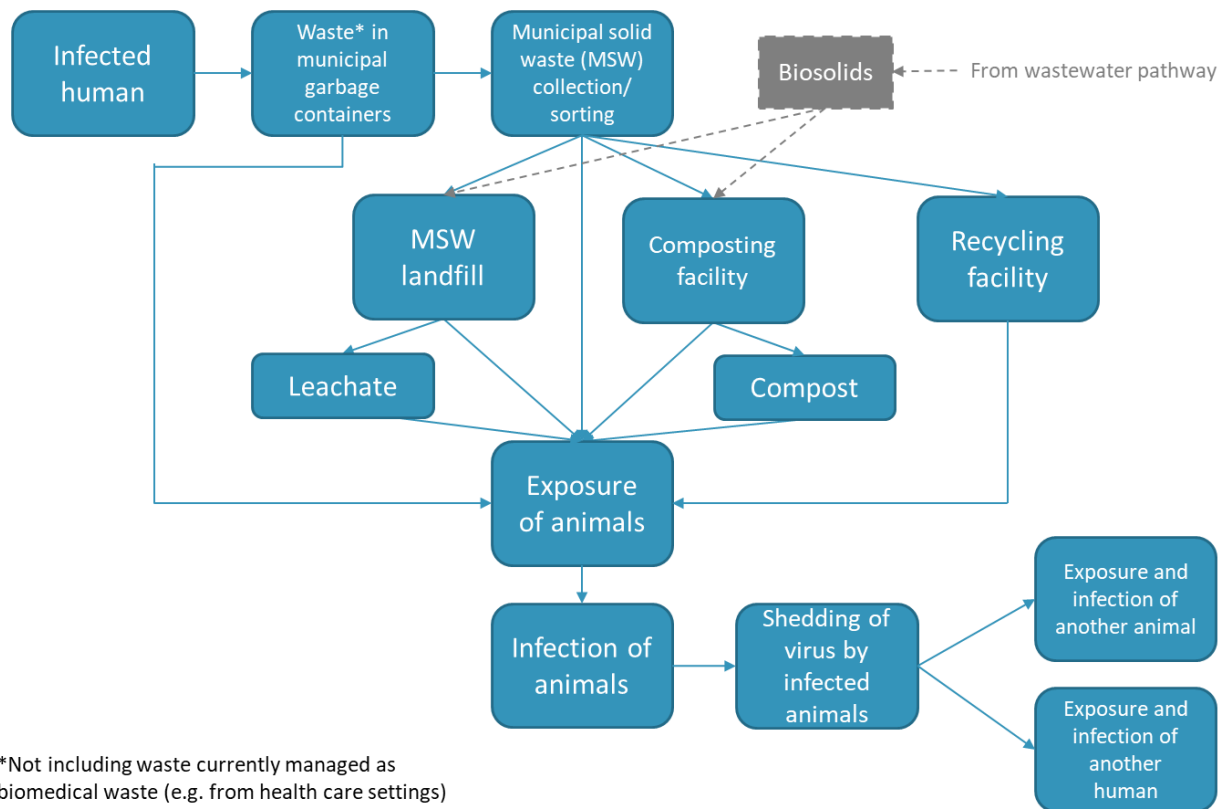 Infected
human
Waste* in
municipal
garbage
containers
Municipal solid
waste (MSW)
collection/
sorting
Biosolids
From wastewater pathway
MSW
landfill
Composting
facility
Recycling
facility
Leachate
Compost
Exposure
of animals
Infection of
animals
Shedding of
virus by
infected
animals
Exposure and
infection of
another animal
Exposure and
infection of
another
human
*Not including waste currently managed as
biomedical waste (e.g. from health care settings)